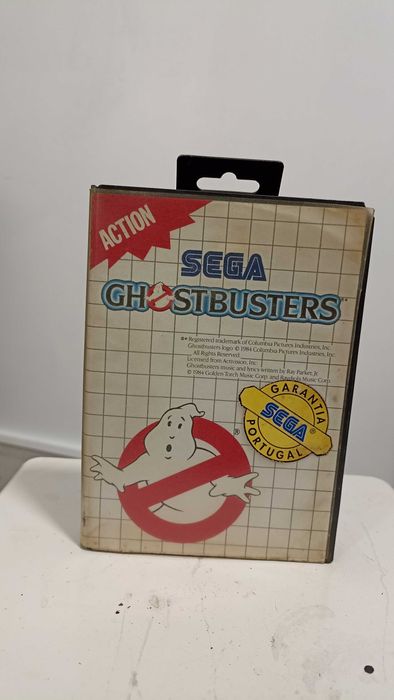 ACTION
SEGA
GHOSTBUSTERS™
®* Registered trademark of Columbia Pictures Industries, Inc.
Ghostbusters logo © 1984 Columbia Pictures Industries, Inc.
All Rights Reserved
Licensed from Activision, Inc.
Ghostbusters music and lyrics written by Ray Parker, Jr.
© 1984 Golden Torch Music Corp. and Raydiola Music Corp.
GARANTIA
SEGA
PORTUGAL
®